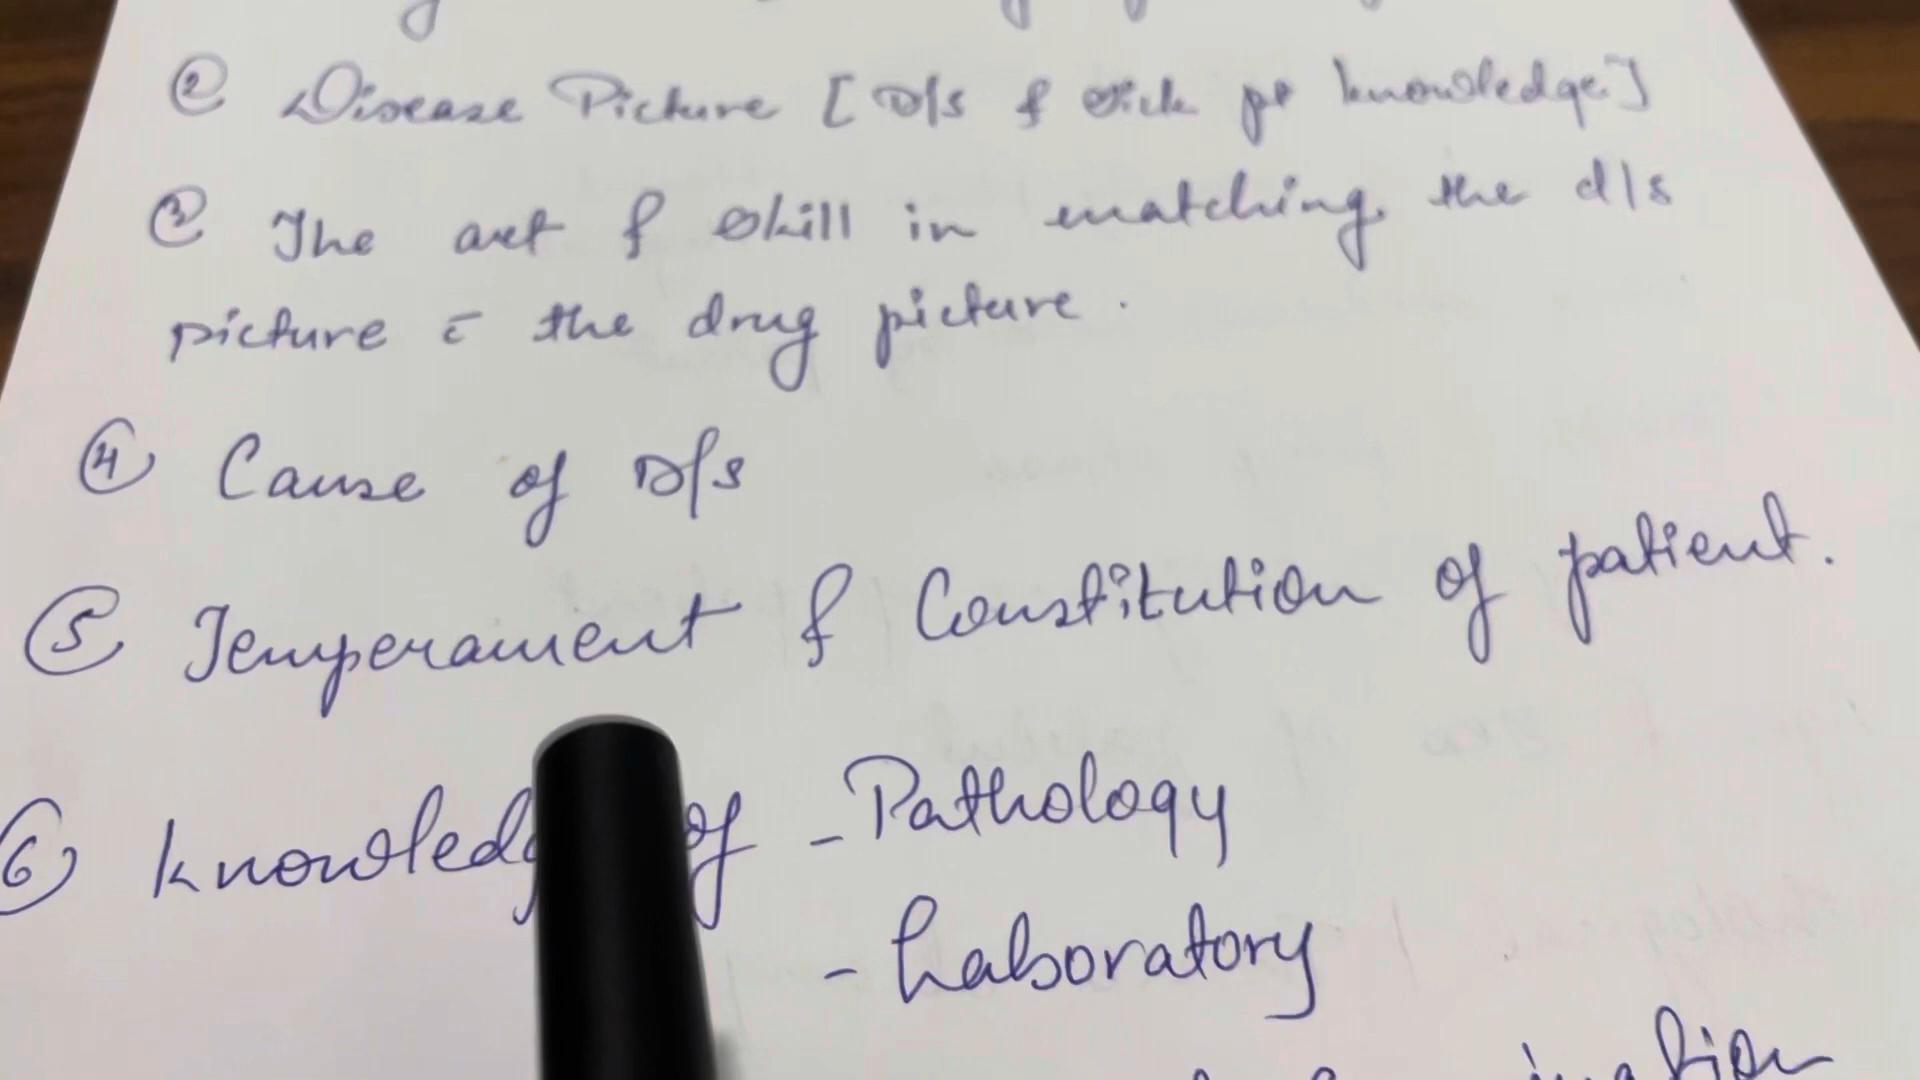 ② Disease Picture [D/s & sick pt knowledge]
③ The art & skill in matching the d/s
picture c̄ the drug picture.
④ Cause of D/s
⑤ Temperament & Constitution of patient.
⑥ knowledge of - Pathology
- Laboratory